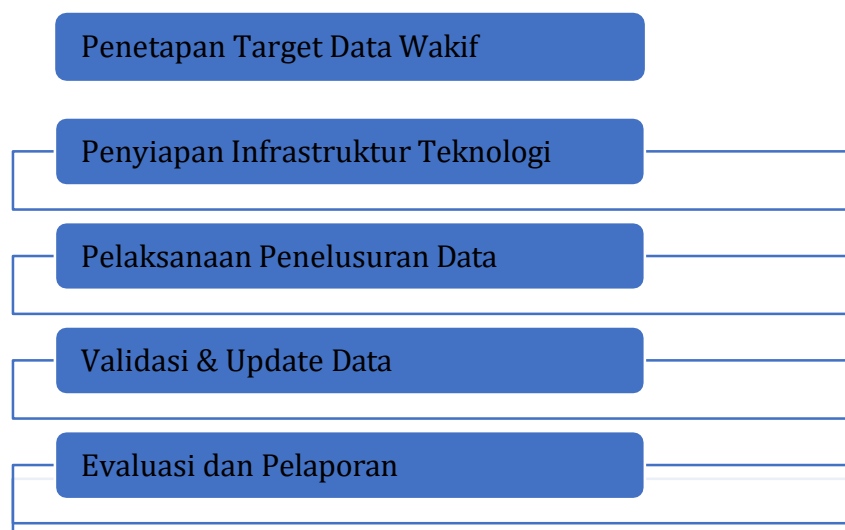 Penetapan Target Data Wakif
Penyiapan Infrastruktur Teknologi
Pelaksanaan Penelusuran Data
Validasi & Update Data
Evaluasi dan Pelaporan